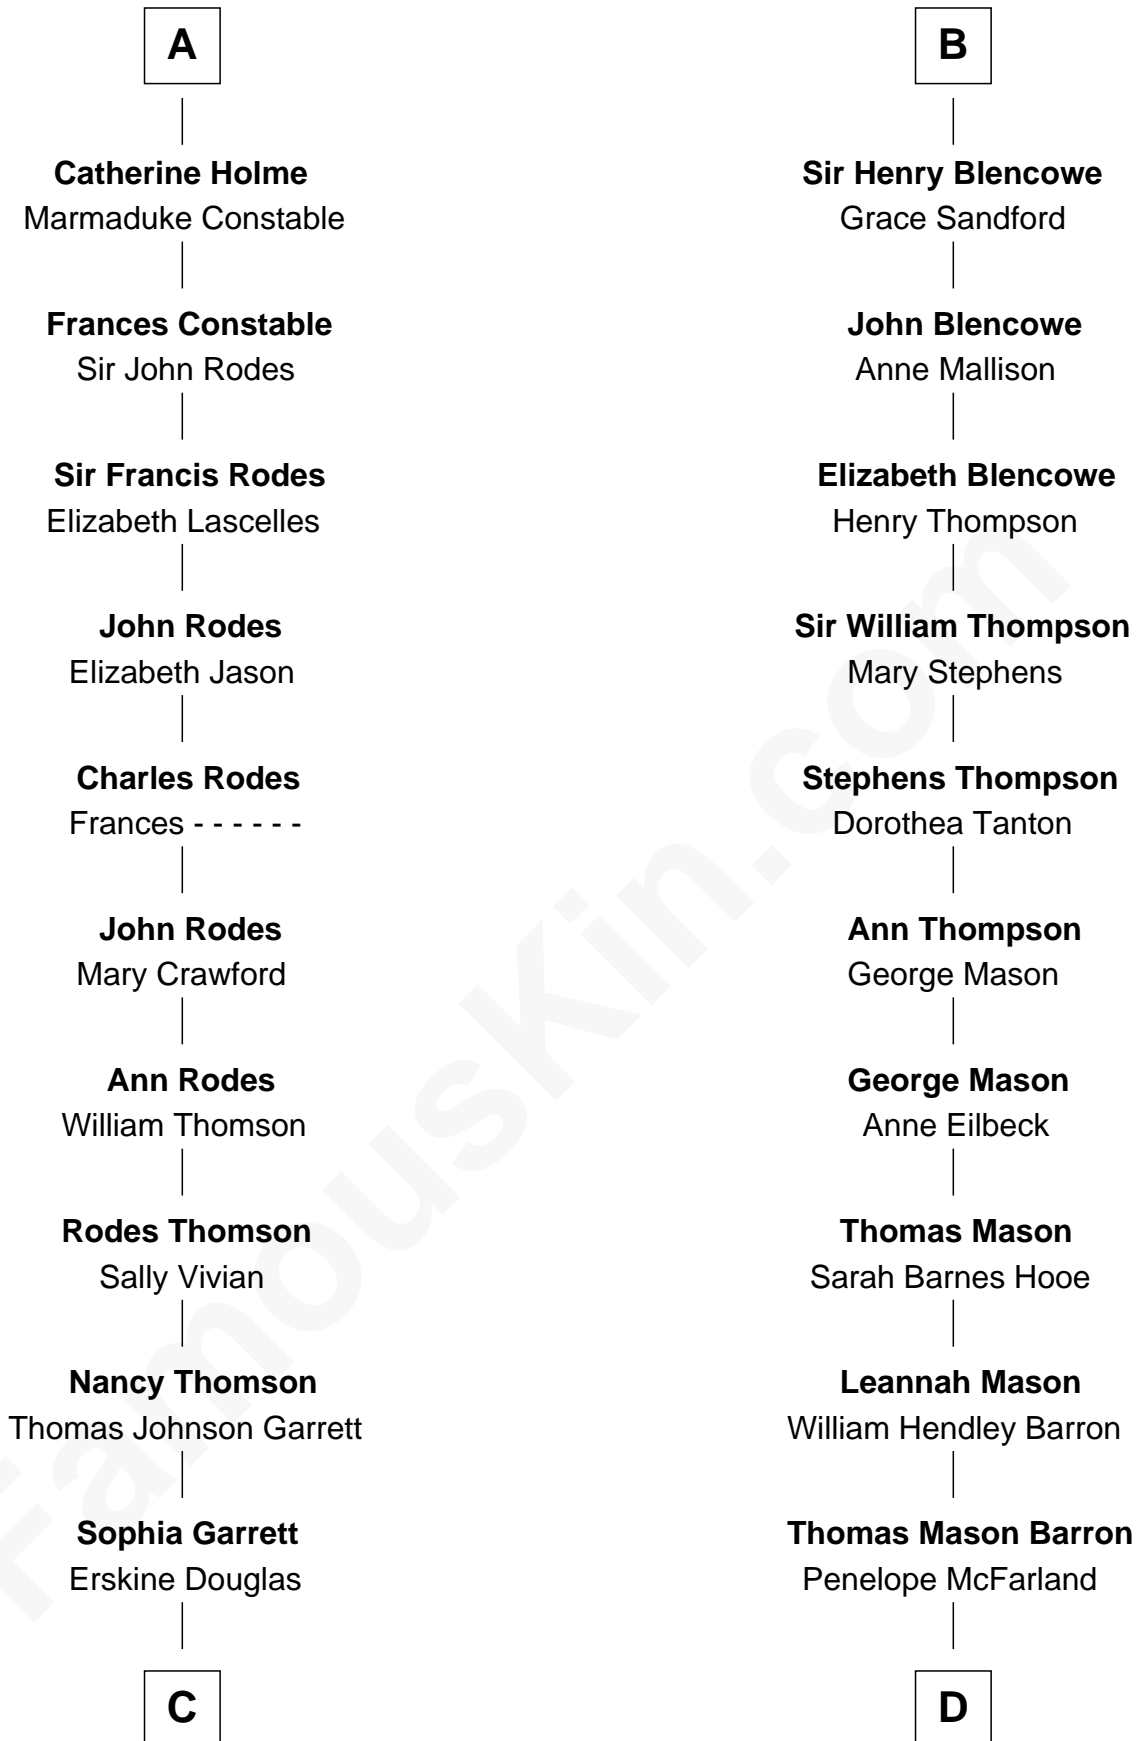 A
Catherine Holme
Marmaduke Constable
Frances Constable
Sir John Rodes
Sir Francis Rodes
Elizabeth Lascelles
John Rodes
Elizabeth Jason
Charles Rodes
Frances - - - - - -
John Rodes
Mary Crawford
Ann Rodes
William Thomson
Rodes Thomson
Sally Vivian
Nancy Thomson
Thomas Johnson Garrett
Sophia Garrett
Erskine Douglas
C
B
Sir Henry Blencowe
Grace Sandford
John Blencowe
Anne Mallison
Elizabeth Blencowe
Henry Thompson
Sir William Thompson
Mary Stephens
Stephens Thompson
Dorothea Tanton
Ann Thompson
George Mason
George Mason
Anne Eilbeck
Thomas Mason
Sarah Barnes Hooe
Leannah Mason
William Hendley Barron
Thomas Mason Barron
Penelope McFarland
D
FamousKin.com